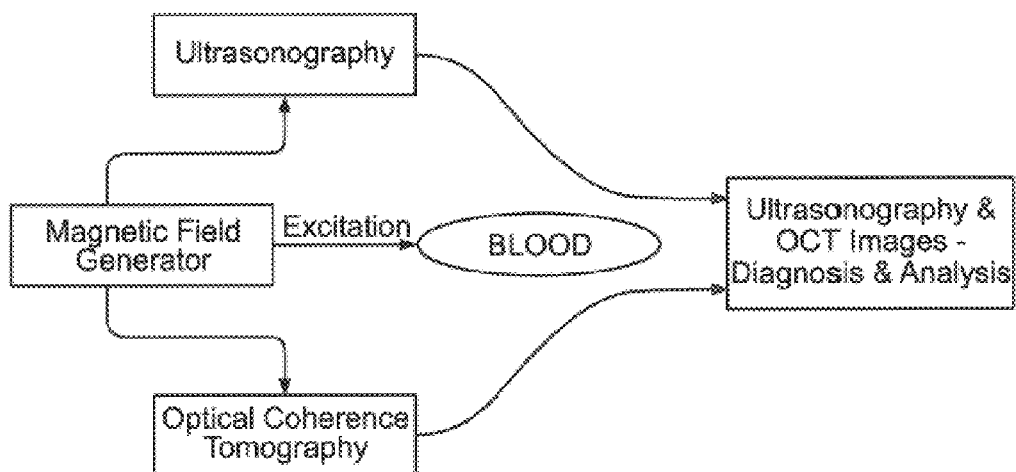 Ultrasonography
Magnetic Field
Generator
Excitation
BLOOD
Ultrasonography &
OCT Images -
Diagnosis & Analysis
Optical Coherence
Tomography